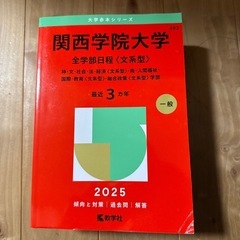 大学赤本シリーズ
関西学院大学
全学部日程〈文系型〉
神・文・社会・法・経済〈文系型〉・商・人間福祉・
国際・教育〈文系型〉・総合政策〈文系型〉学部
最近3カ年
一般
2025
傾向と対策｜過去問｜解答
教学社